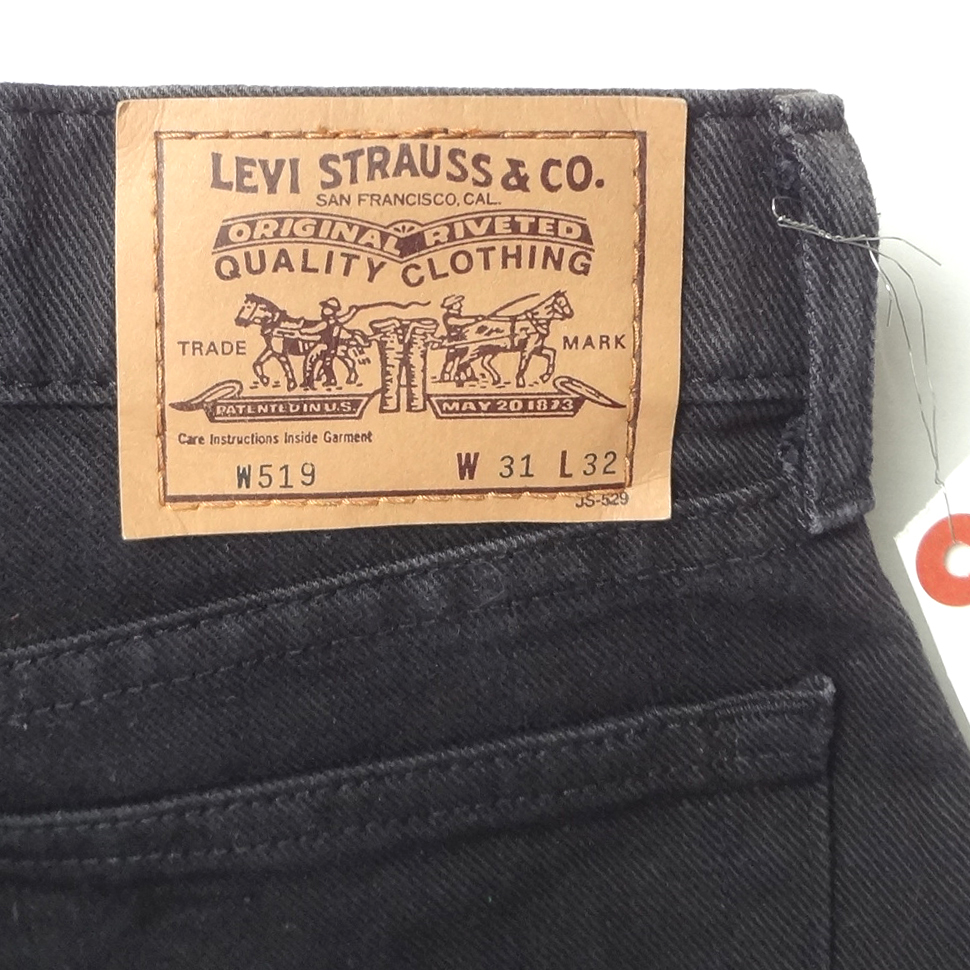 LEVI STRAUSS & CO.
SAN FRANCISCO, CAL.
ORIGINAL RIVETED
QUALITY CLOTHING
TRADE MARK
PATENTED IN U.S. MAY 20 1873
Care Instructions Inside Garment
W519 W 31 L 32
JS-529